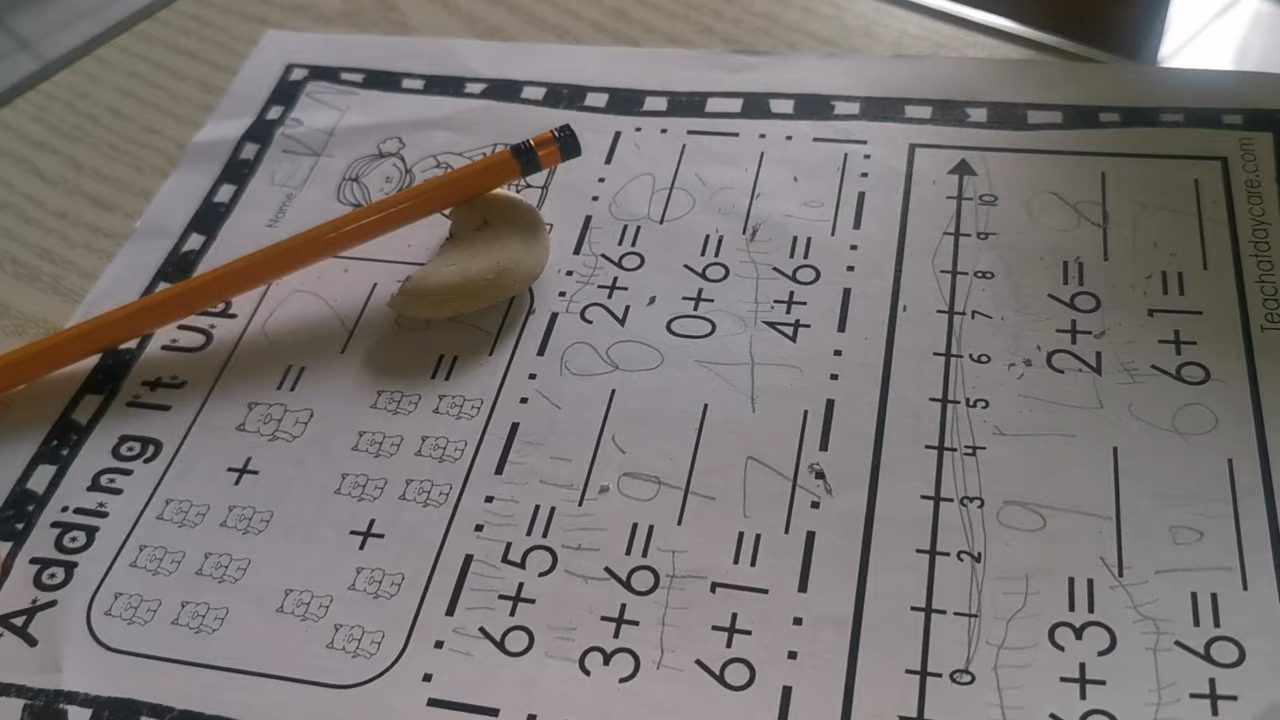 Name
Adding It Up
=
+ =
6+5= 11 2+6= 8
3+6= 9 0+6=
6+1= 7 4+6= 10
0 1 2 3 4 5 6 7 8 9 10
+3= 9 2+6= 8
+6= 10 6+1= 7
Teachatdaycare.com